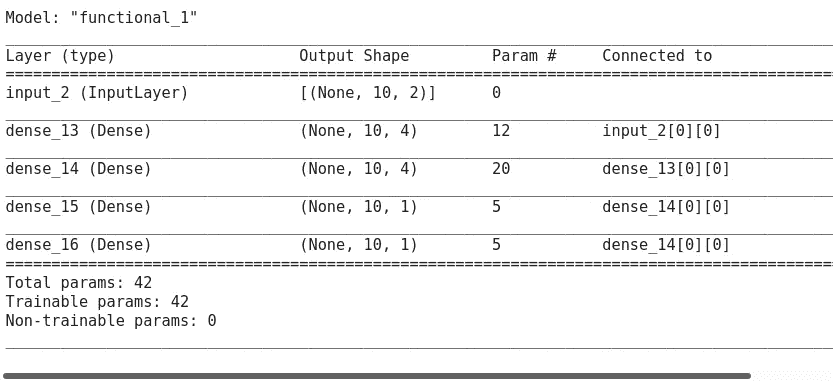 Model: "functional_1"
Layer (type) Output Shape Param # Connected to
input_2 (InputLayer) [(None, 10, 2)] 0
dense_13 (Dense) (None, 10, 4) 12 input_2[0][0]
dense_14 (Dense) (None, 10, 4) 20 dense_13[0][0]
dense_15 (Dense) (None, 10, 1) 5 dense_14[0][0]
dense_16 (Dense) (None, 10, 1) 5 dense_14[0][0]
Total params: 42
Trainable params: 42
Non-trainable params: 0